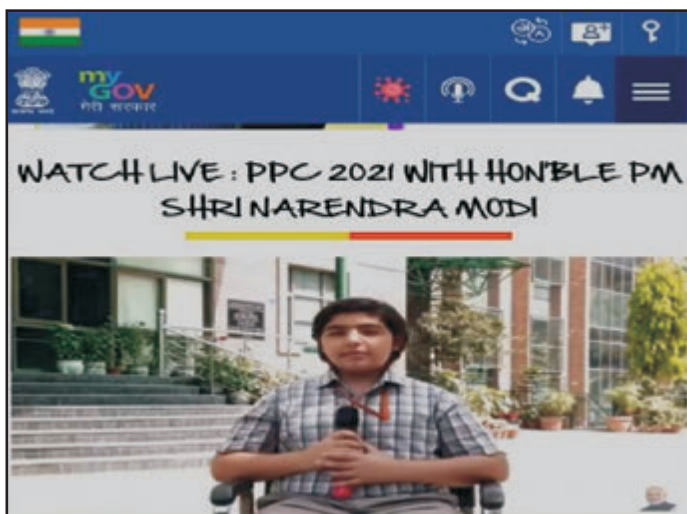 my
GOV
मेरी सरकार
WATCH LIVE : PPC 2021 WITH HON'BLE PM
SHRI NARENDRA MODI